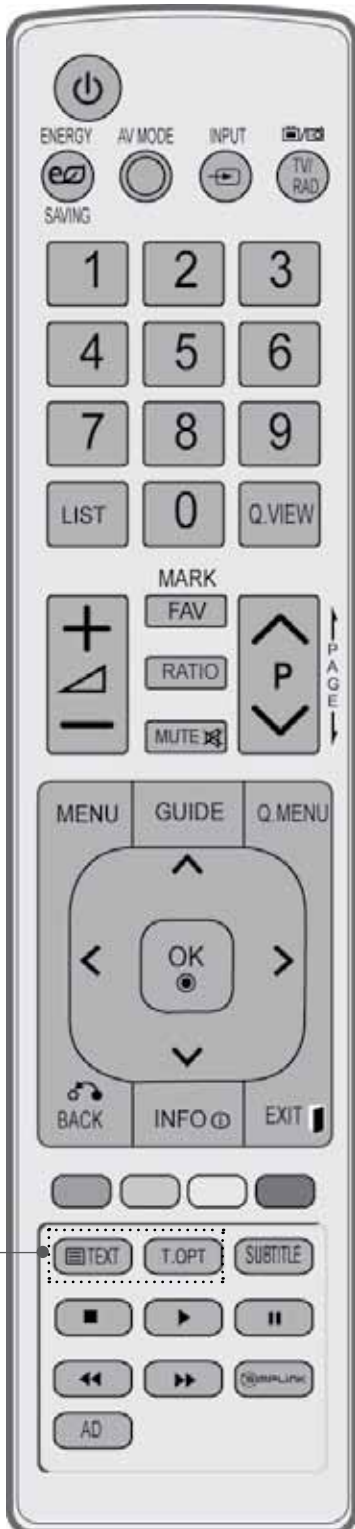 ENERGY AV MODE INPUT
TV/
RAD
SAVING
1 2 3
4 5 6
7 8 9
LIST 0 Q.VIEW
MARK
FAV
RATIO P
MUTE
PAGE
MENU GUIDE Q.MENU
OK
BACK INFO EXIT
TEXT T.OPT SUBTITLE
SIMPLINK
AD